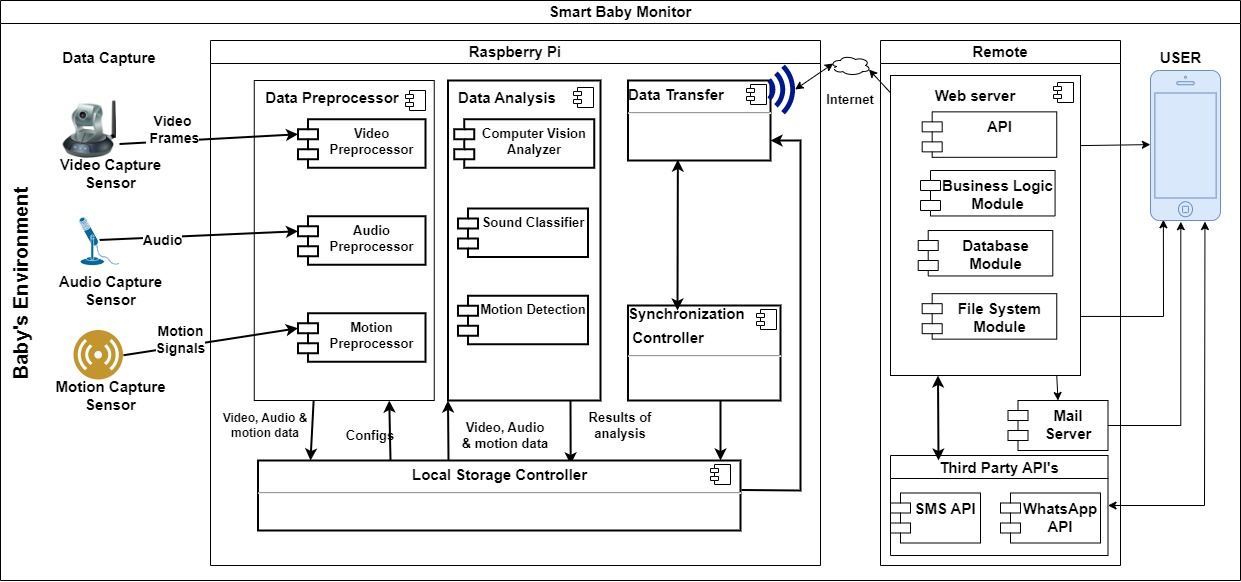 Smart Baby Monitor
Data Capture
Baby's Environment
Video Capture
Sensor
Audio Capture
Sensor
Motion Capture
Sensor
Video
Frames
Audio
Motion
Signals
Raspberry Pi
Data Preprocessor
Video
Preprocessor
Audio
Preprocessor
Motion
Preprocessor
Data Analysis
Computer Vision
Analyzer
Sound Classifier
Motion Detection
Data Transfer
Synchronization
Controller
Video, Audio &
motion data
Configs
Video, Audio
& motion data
Results of
analysis
Local Storage Controller
Internet
Remote
Web server
API
Business Logic
Module
Database
Module
File System
Module
Mail
Server
Third Party API's
SMS API
WhatsApp
API
USER